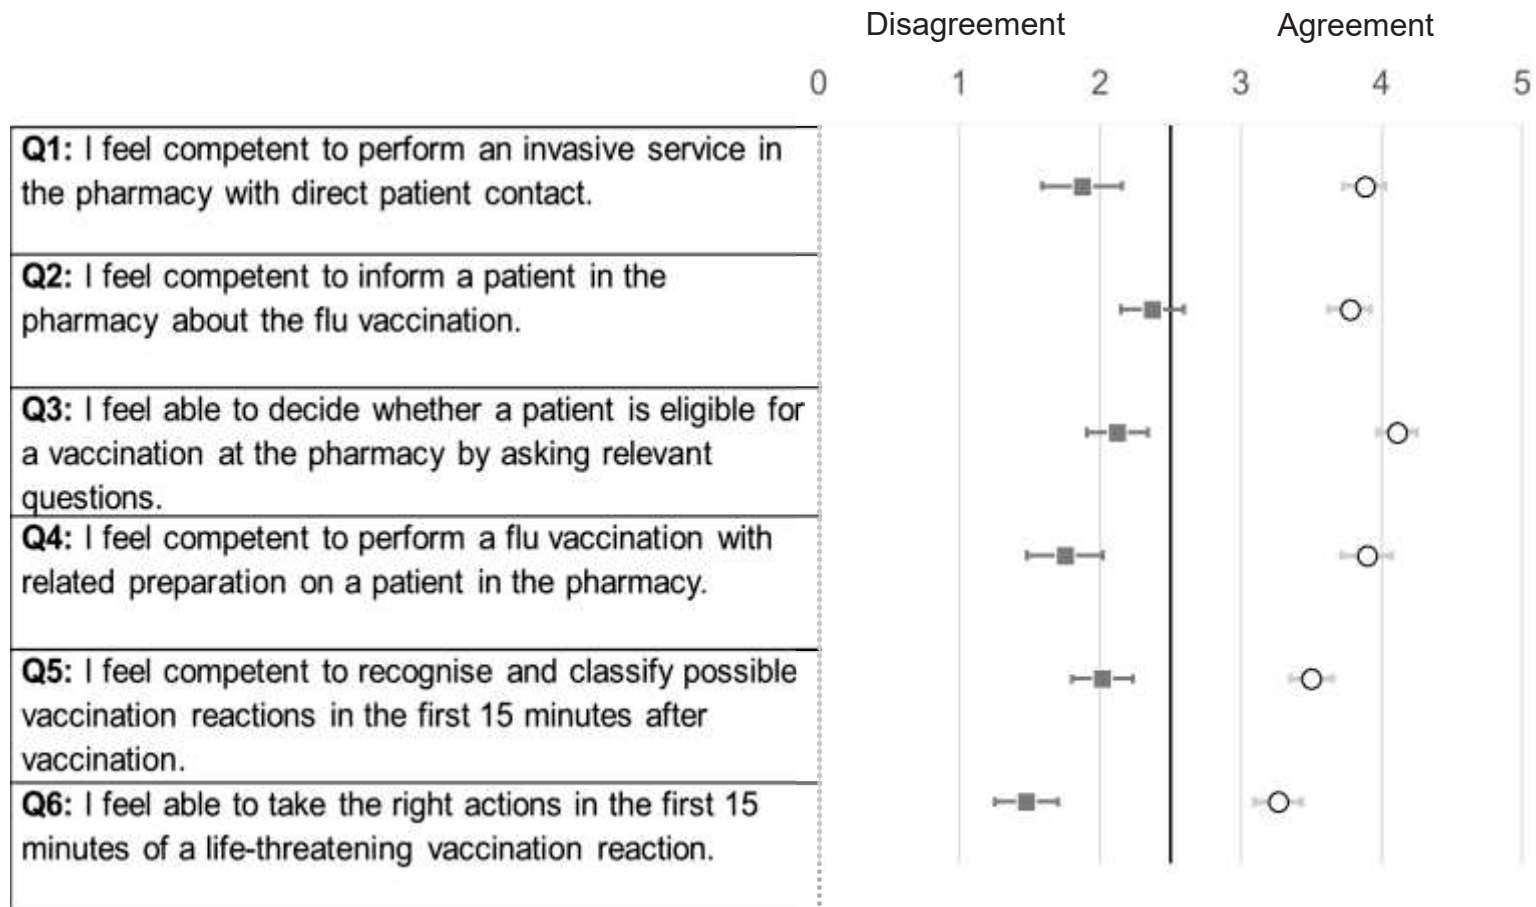 Disagreement Agreement
0 1 2 3 4 5
Q1: I feel competent to perform an invasive service in
the pharmacy with direct patient contact.
Q2: I feel competent to inform a patient in the
pharmacy about the flu vaccination.
Q3: I feel able to decide whether a patient is eligible for
a vaccination at the pharmacy by asking relevant
questions.
Q4: I feel competent to perform a flu vaccination with
related preparation on a patient in the pharmacy.
Q5: I feel competent to recognise and classify possible
vaccination reactions in the first 15 minutes after
vaccination.
Q6: I feel able to take the right actions in the first 15
minutes of a life-threatening vaccination reaction.